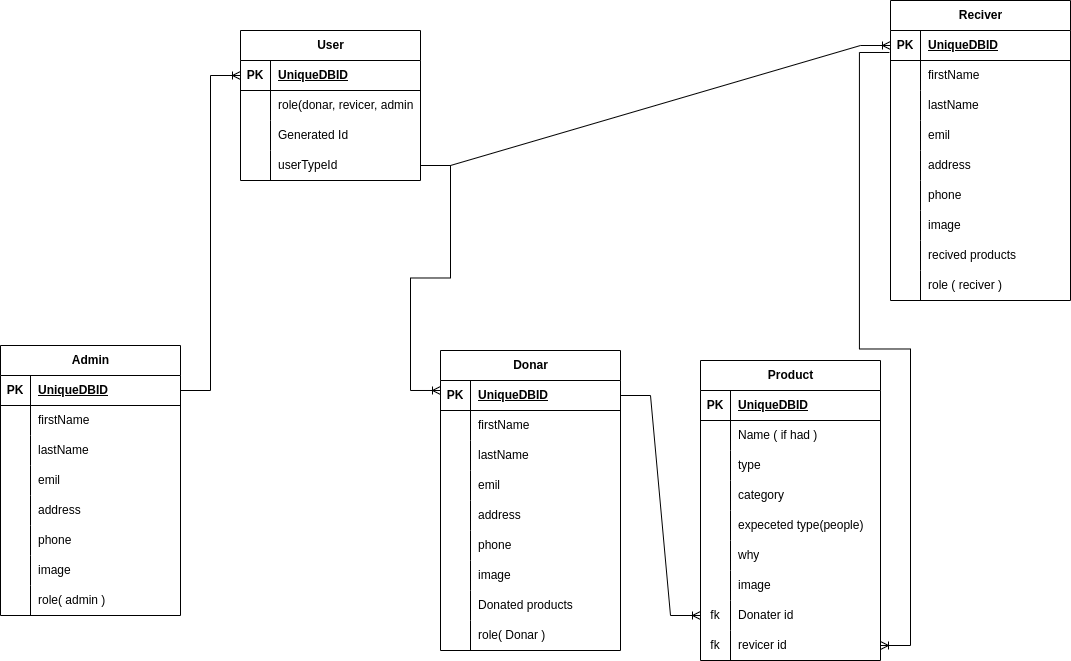 User
PK UniqueDBID
role(donar, revicer, admin
Generated Id
userTypeId
Reciver
PK UniqueDBID
firstName
lastName
emil
address
phone
image
recived products
role ( reciver )
Admin
PK UniqueDBID
firstName
lastName
emil
address
phone
image
role( admin )
Donar
PK UniqueDBID
firstName
lastName
emil
address
phone
image
Donated products
role( Donar )
Product
PK UniqueDBID
Name ( if had )
type
category
expeceted type(people)
why
image
fk Donater id
fk revicer id